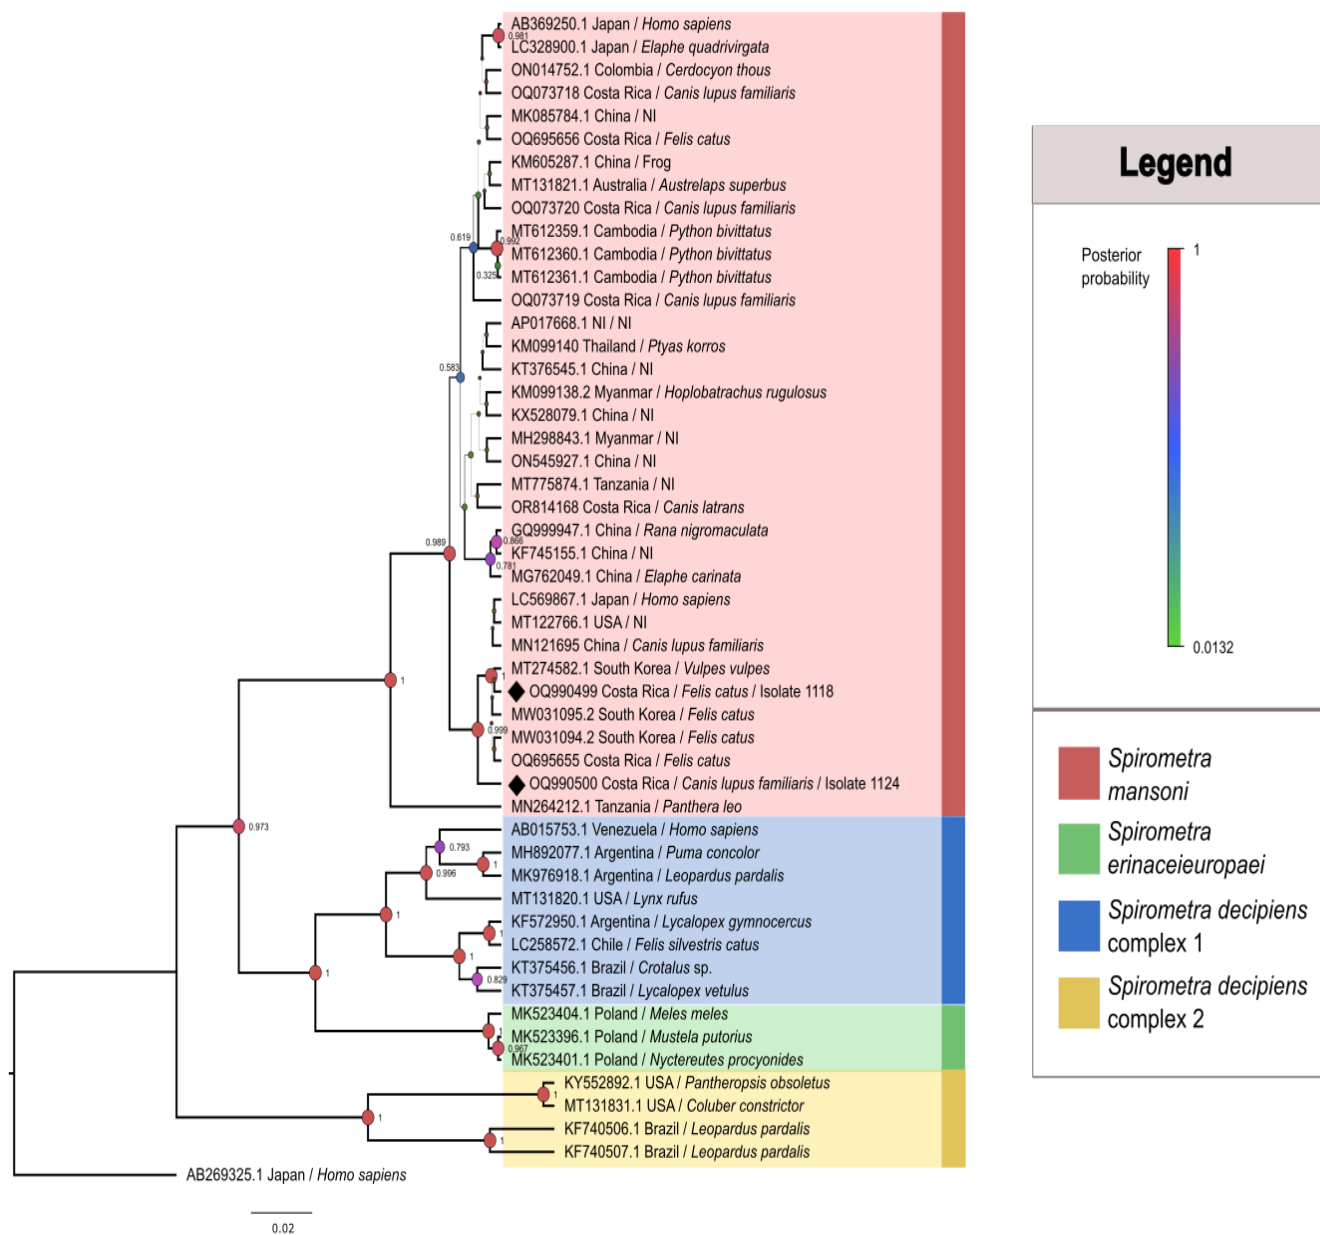 AB369250.1 Japan / Homo sapiens
0.981
LC328900.1 Japan / Elaphe quadrivirgata
ON014752.1 Colombia / Cerdocyon thous
OQ073718 Costa Rica / Canis lupus familiaris
MK085784.1 China / NI
OQ695656 Costa Rica / Felis catus
KM605287.1 China / Frog
MT131821.1 Australia / Austrelaps superbus
OQ073720 Costa Rica / Canis lupus familiaris
MT612359.1 Cambodia / Python bivittatus
0.619
0.992
MT612360.1 Cambodia / Python bivittatus
0.325
MT612361.1 Cambodia / Python bivittatus
OQ073719 Costa Rica / Canis lupus familiaris
AP017668.1 NI / NI
KM099140 Thailand / Ptyas korros
0.583
KT376545.1 China / NI
KM099138.2 Myanmar / Hoplobatrachus rugulosus
KX528079.1 China / NI
MH298843.1 Myanmar / NI
ON545927.1 China / NI
MT775874.1 Tanzania / NI
OR814168 Costa Rica / Canis latrans
GQ999947.1 China / Rana nigromaculata
0.989
0.866
KF745155.1 China / NI
0.781
MG762049.1 China / Elaphe carinata
LC569867.1 Japan / Homo sapiens
MT122766.1 USA / NI
MN121695 China / Canis lupus familiaris
MT274582.1 South Korea / Vulpes vulpes
1
1
OQ990499 Costa Rica / Felis catus / Isolate 1118
MW031095.2 South Korea / Felis catus
0.999
MW031094.2 South Korea / Felis catus
OQ695655 Costa Rica / Felis catus
OQ990500 Costa Rica / Canis lupus familiaris / Isolate 1124
MN264212.1 Tanzania / Panthera leo
0.973
AB015753.1 Venezuela / Homo sapiens
0.793
MH892077.1 Argentina / Puma concolor
1
0.996
MK976918.1 Argentina / Leopardus pardalis
MT131820.1 USA / Lynx rufus
1
KF572950.1 Argentina / Lycalopex gymnocercus
1
LC258572.1 Chile / Felis silvestris catus
1
KT375456.1 Brazil / Crotalus sp.
1
0.829
KT375457.1 Brazil / Lycalopex vetulus
MK523404.1 Poland / Meles meles
1
MK523396.1 Poland / Mustela putorius
0.967
MK523401.1 Poland / Nyctereutes procyonides
KY552892.1 USA / Pantheropsis obsoletus
1
MT131831.1 USA / Coluber constrictor
1
KF740506.1 Brazil / Leopardus pardalis
1
KF740507.1 Brazil / Leopardus pardalis
AB269325.1 Japan / Homo sapiens
0.02
Legend
Posterior
probability
1
0.0132
Spirometra
mansoni
Spirometra
erinaceieuropaei
Spirometra decipiens
complex 1
Spirometra decipiens
complex 2